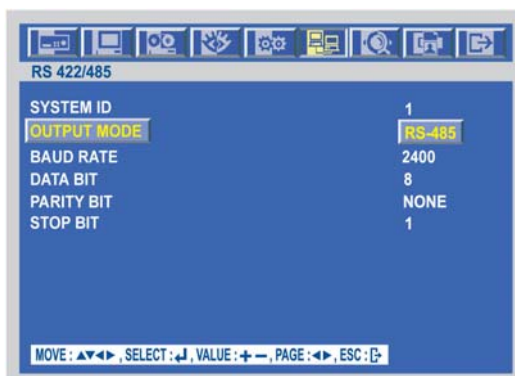 RS 422/485
SYSTEM ID 1
OUTPUT MODE RS-485
BAUD RATE 2400
DATA BIT 8
PARITY BIT NONE
STOP BIT 1
MOVE : ▲▼◄► , SELECT : ↲ , VALUE : + − , PAGE : ◄► , ESC :